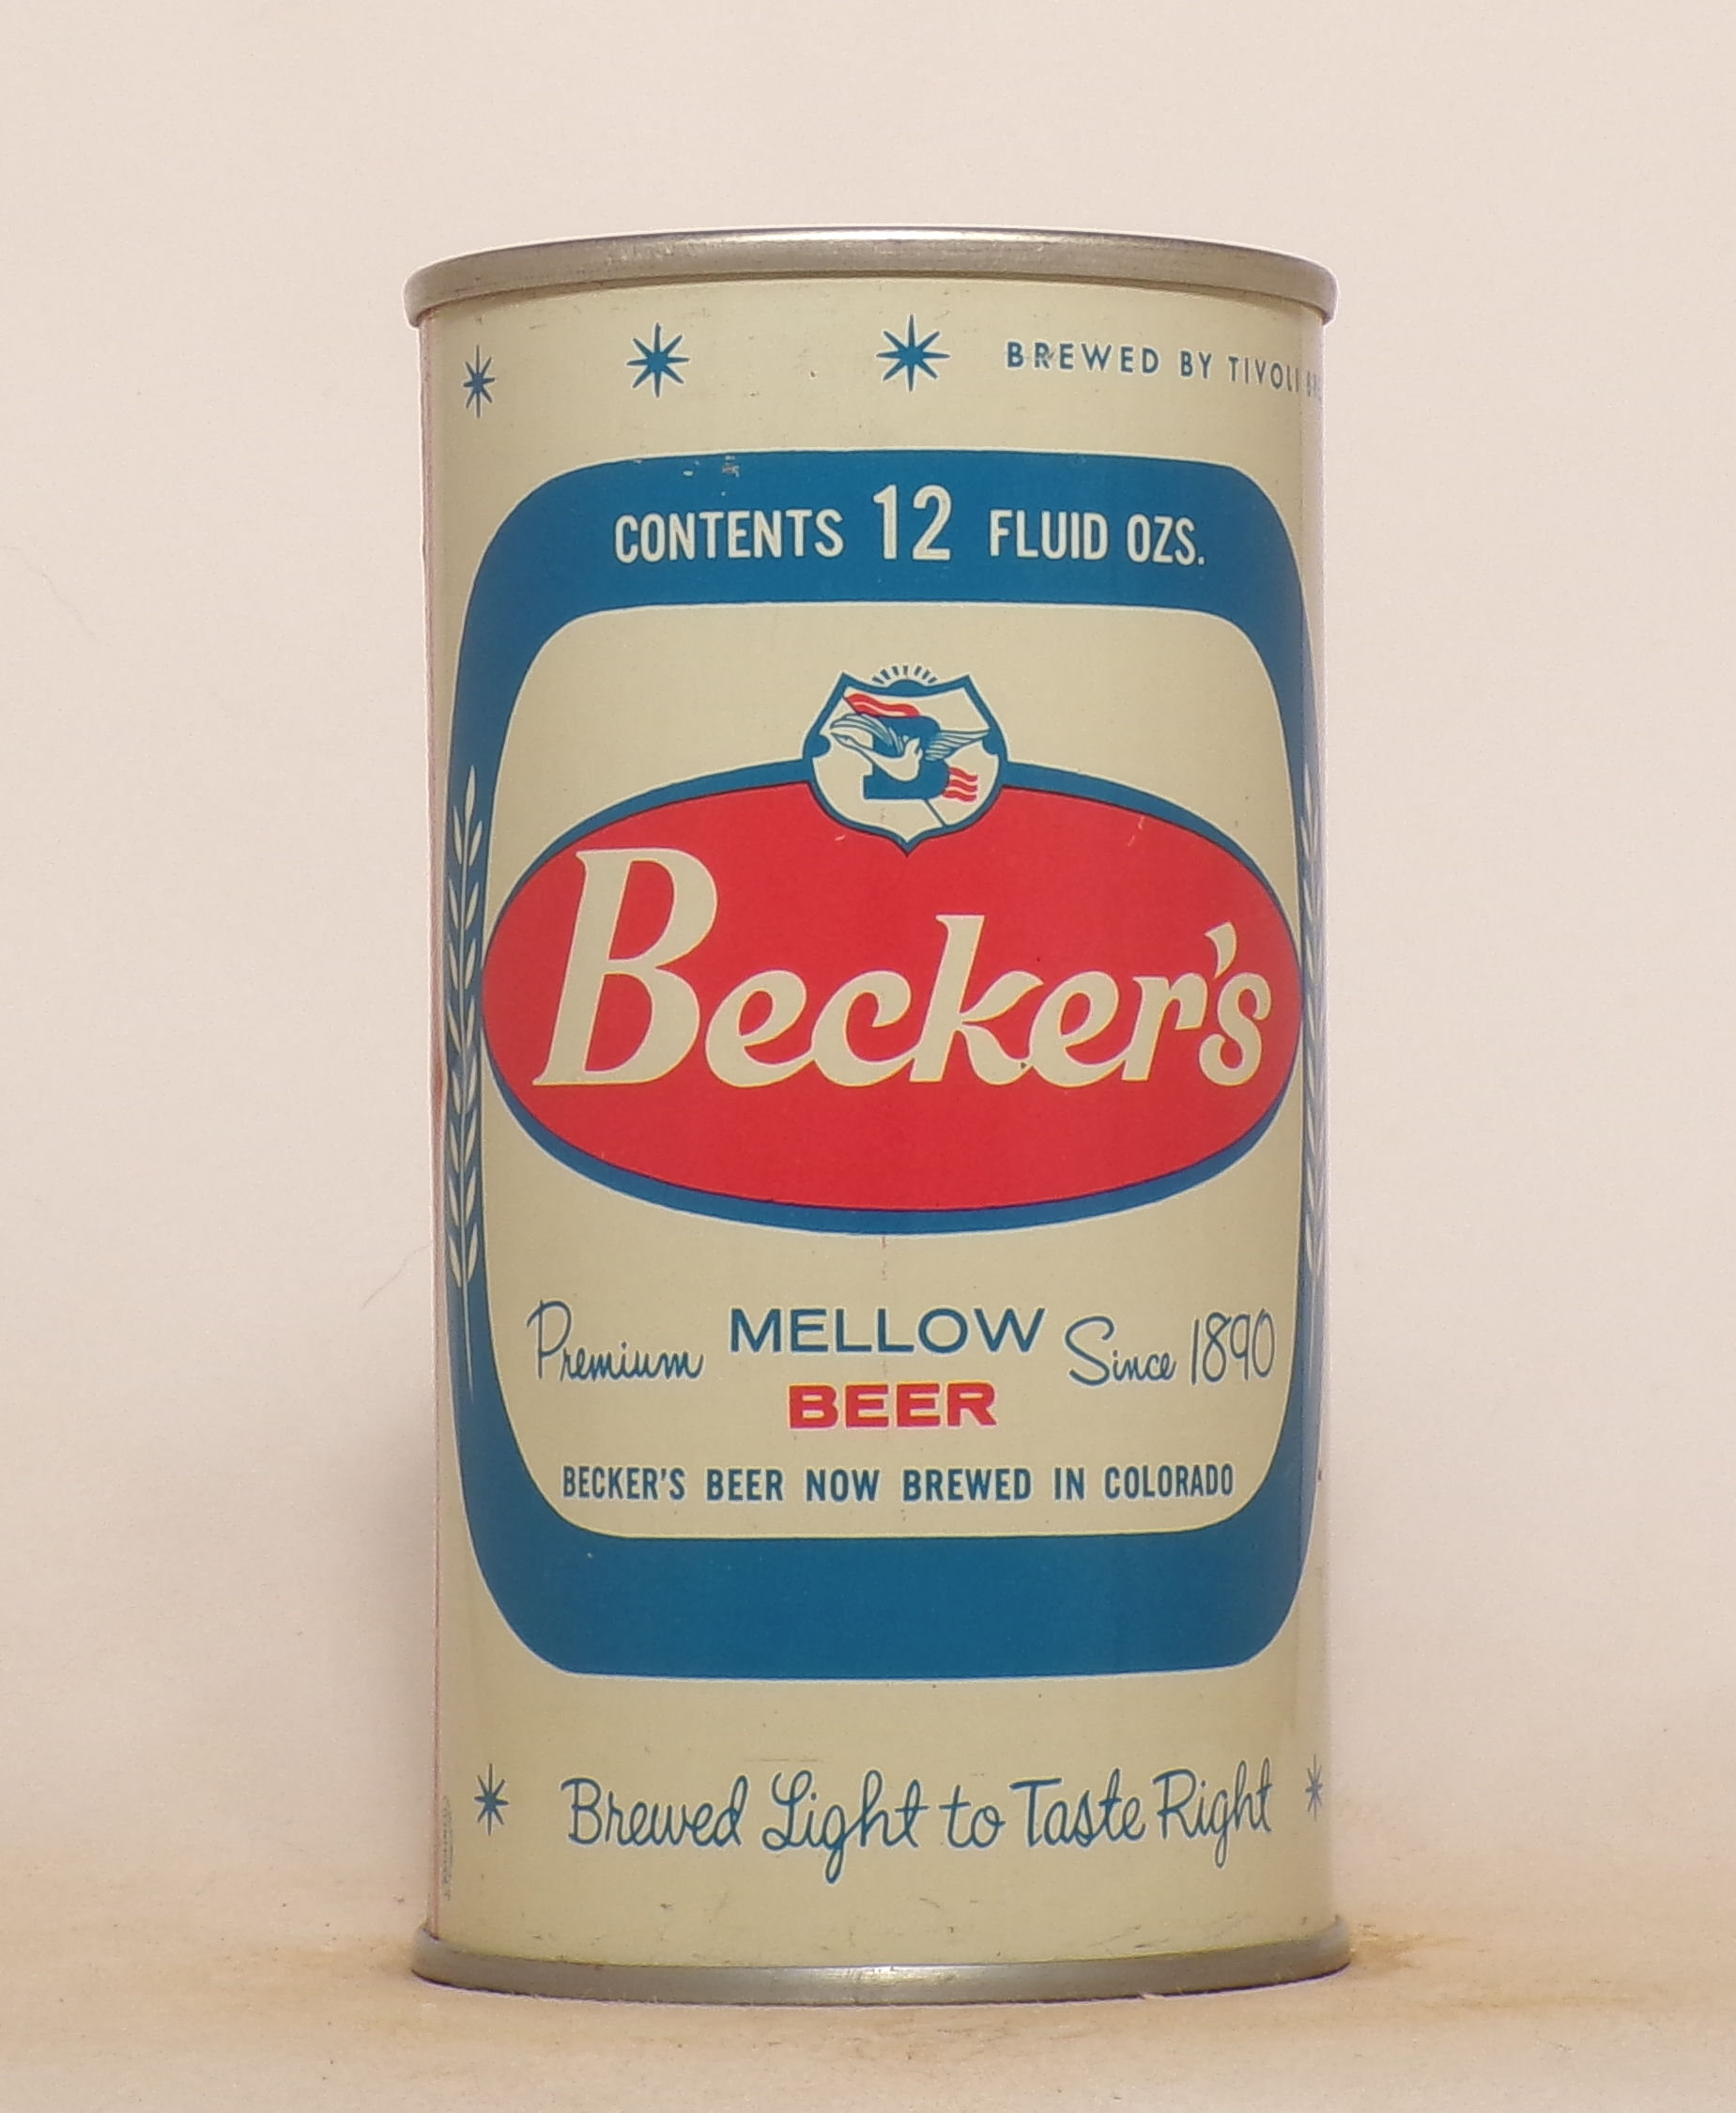 BREWED BY TIVOLI
CONTENTS 12 FLUID OZS.
B
Becker's
Premium MELLOW Since 1890
BEER
BECKER'S BEER NOW BREWED IN COLORADO
Brewed Light to Taste Right